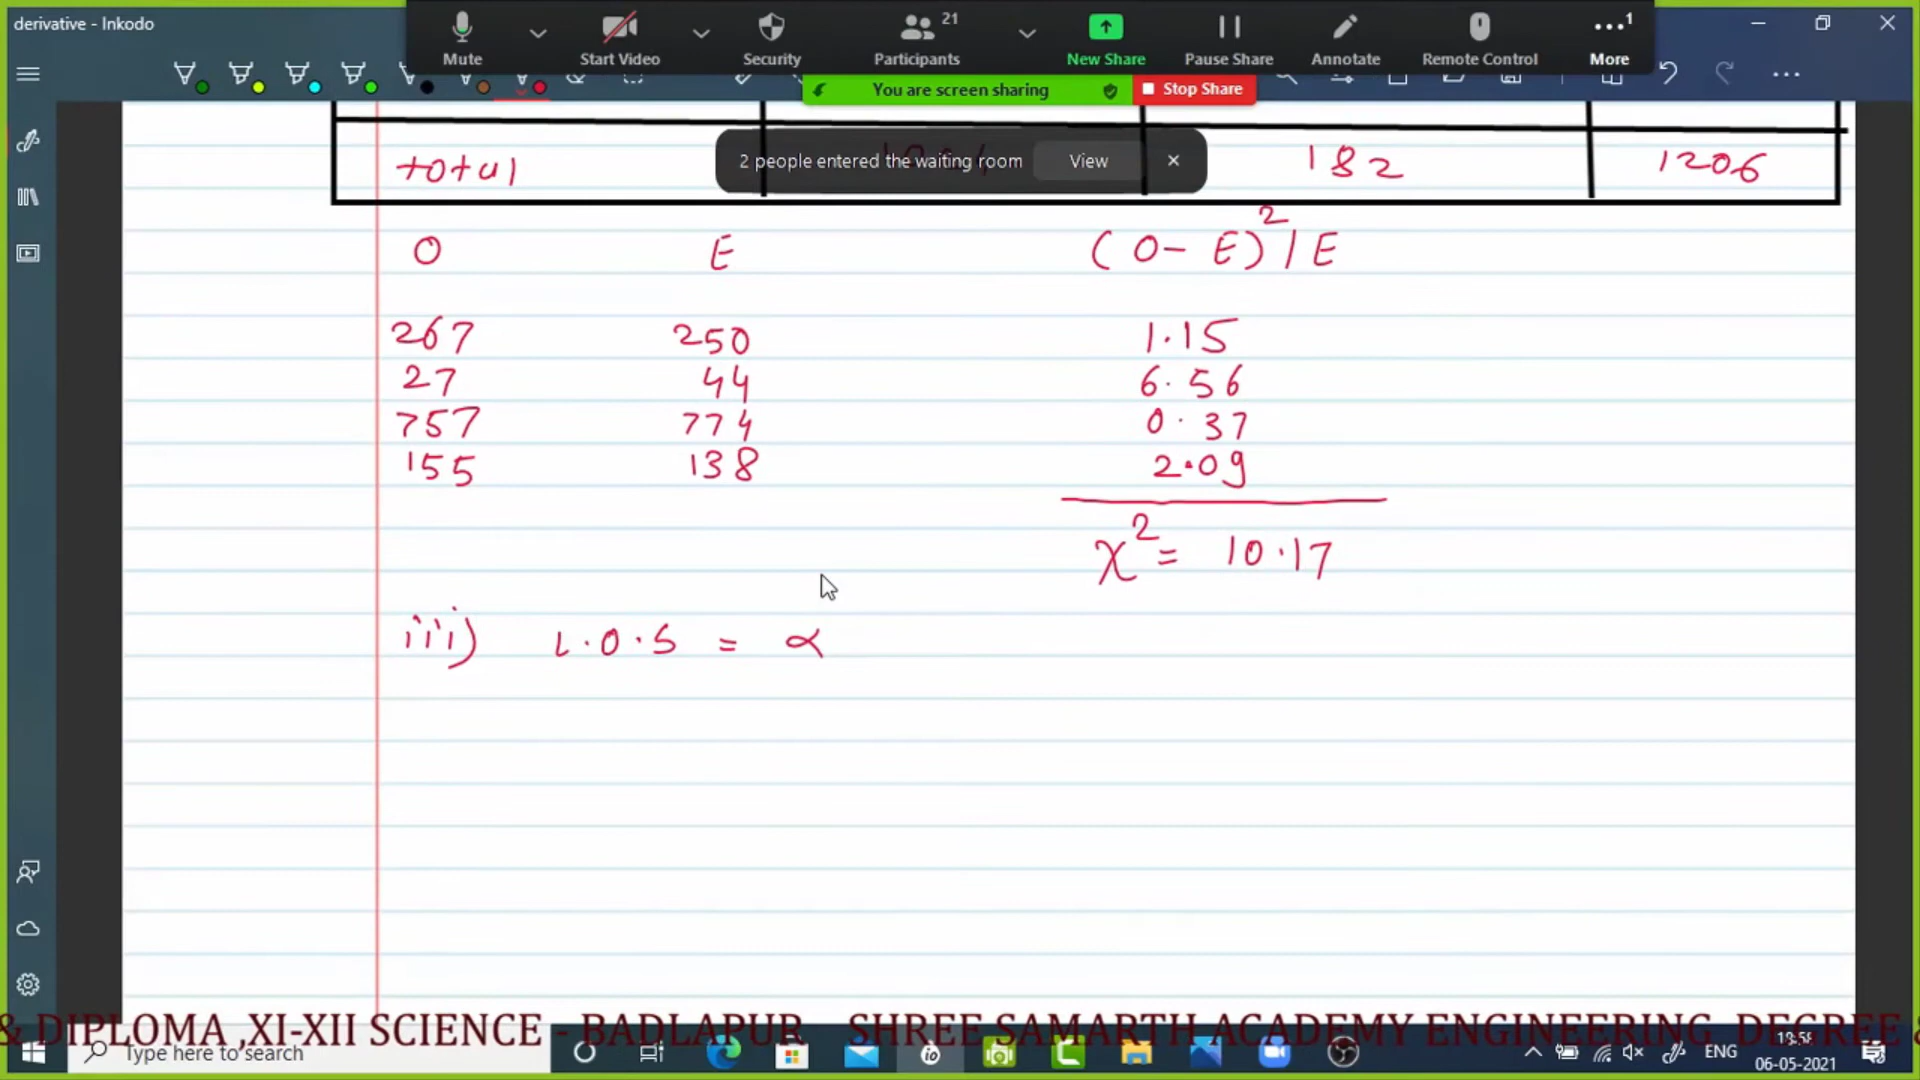 derivative - Inkodo
Mute
Start Video
Security
21
Participants
New Share
Pause Share
Annotate
Remote Control
1
More
You are screen sharing
Stop Share
2 people entered the waiting room View
total 182 1206
O E (O-E)²/E
267 250 1.15
27 44 6.56
757 774 0.37
155 138 2.09
χ² = 10.17
iii) L.O.S = α
& DIPLOMA ,XI-XII SCIENCE - BADLAPUR SHREE SAMARTH ACADEMY ENGINEERING DEGREE &
Type here to search
ENG
18:58
06-05-2021